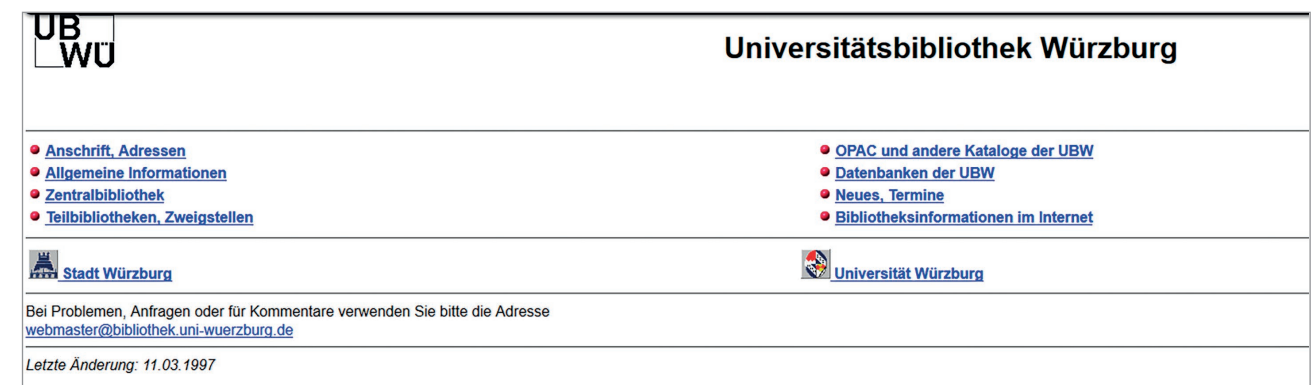 UB
WÜ
Universitätsbibliothek Würzburg
Anschrift, Adressen
Allgemeine Informationen
Zentralbibliothek
Teilbibliotheken, Zweigstellen
OPAC und andere Kataloge der UBW
Datenbanken der UBW
Neues, Termine
Bibliotheksinformationen im Internet
Stadt Würzburg
Universität Würzburg
Bei Problemen, Anfragen oder für Kommentare verwenden Sie bitte die Adresse
webmaster@bibliothek.uni-wuerzburg.de
Letzte Änderung: 11.03.1997